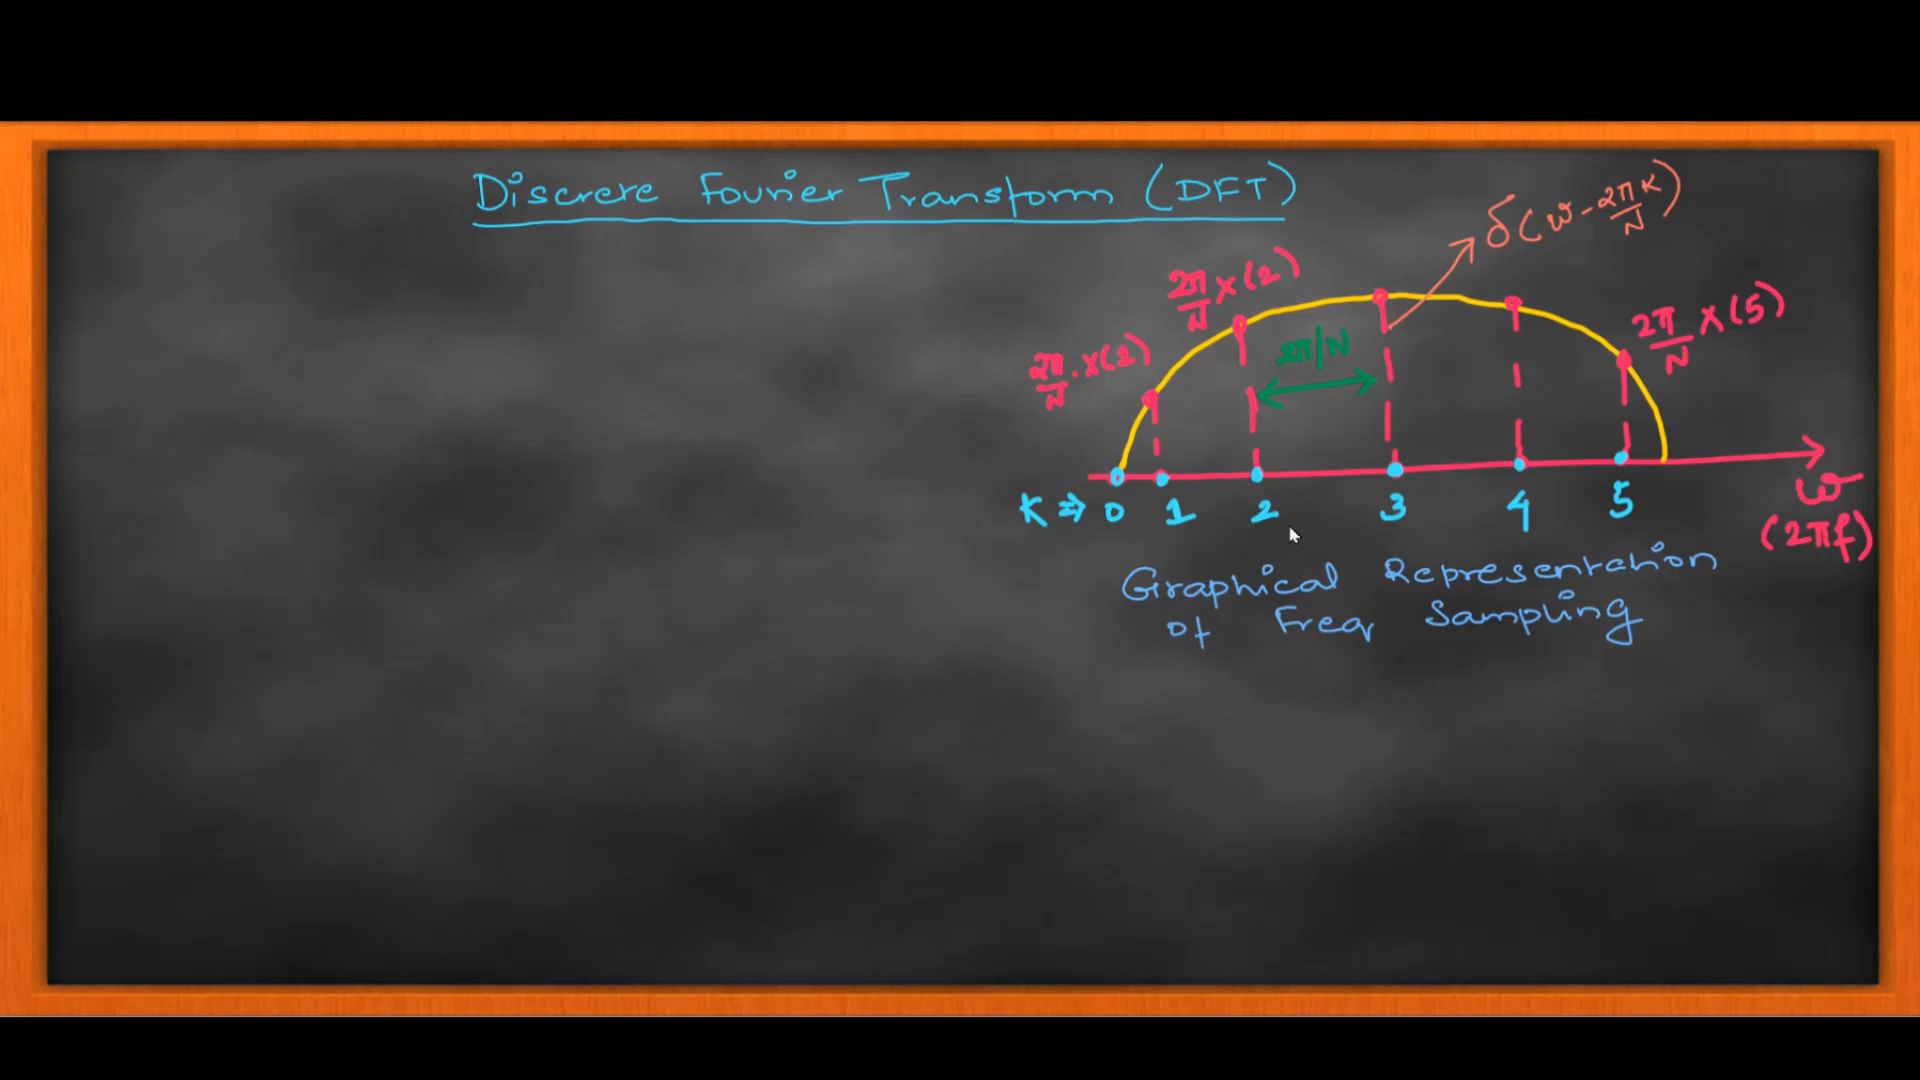 Discrete Fourier Transform (DFT)
δ(ω - 2π/N K)
2π/N × (2)
2π/N × (5)
2π/N . × (1)
2π/N
K ⇒ 0 1 2 3 4 5
ω
(2πf)
Graphical Representation
of Freq Sampling